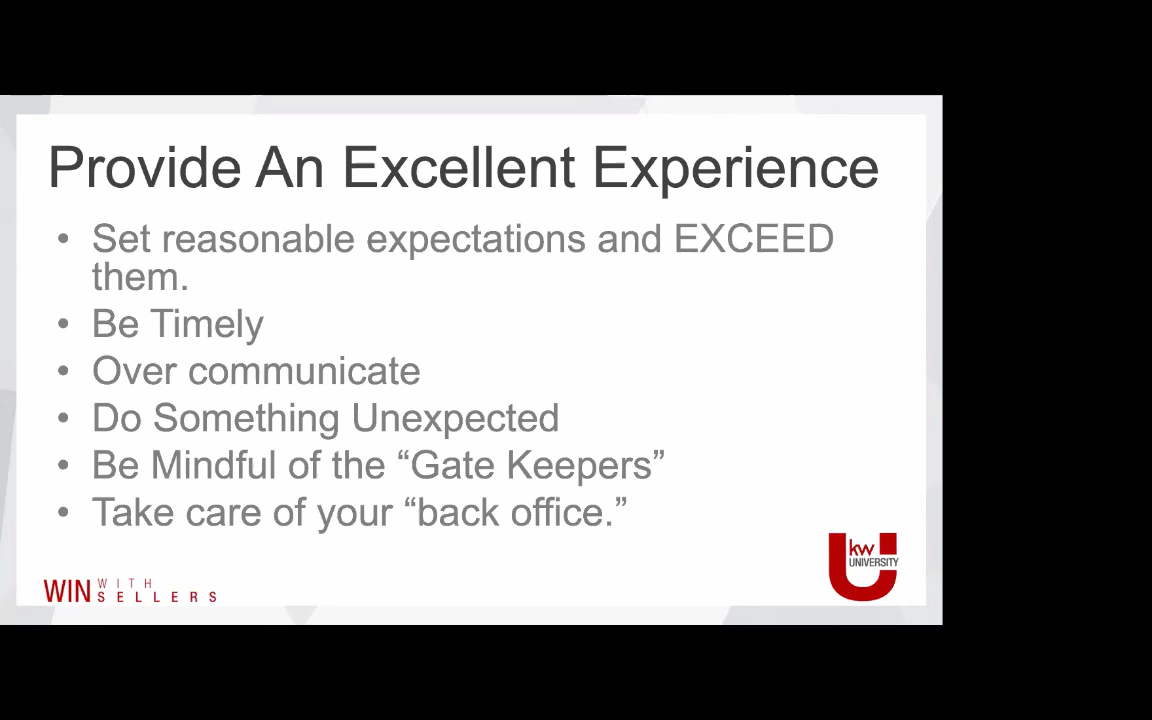 Provide An Excellent Experience
• Set reasonable expectations and EXCEED
them.
• Be Timely
• Over communicate
• Do Something Unexpected
• Be Mindful of the “Gate Keepers”
• Take care of your “back office.”
WIN WITH
SELLERS
kw
UNIVERSITY